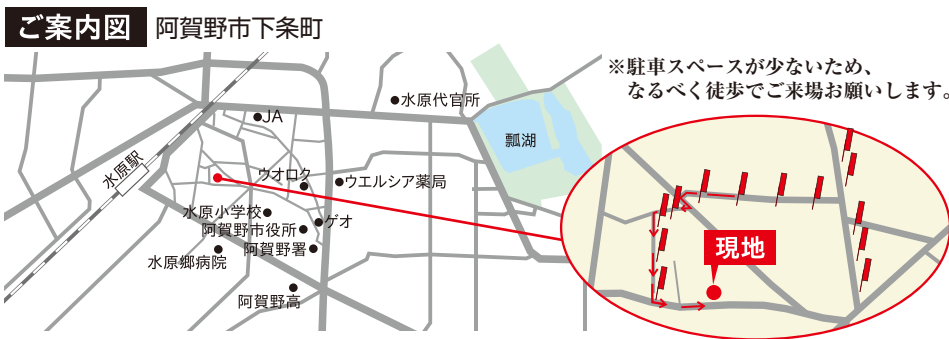 ご案内図 阿賀野市下条町
※駐車スペースが少ないため、
なるべく徒歩でご来場お願いします。
水原代官所
JA
瓢湖
水原駅
ウオロク
ウエルシア薬局
水原小学校
ゲオ
阿賀野市役所
阿賀野署
水原郷病院
阿賀野高
現地